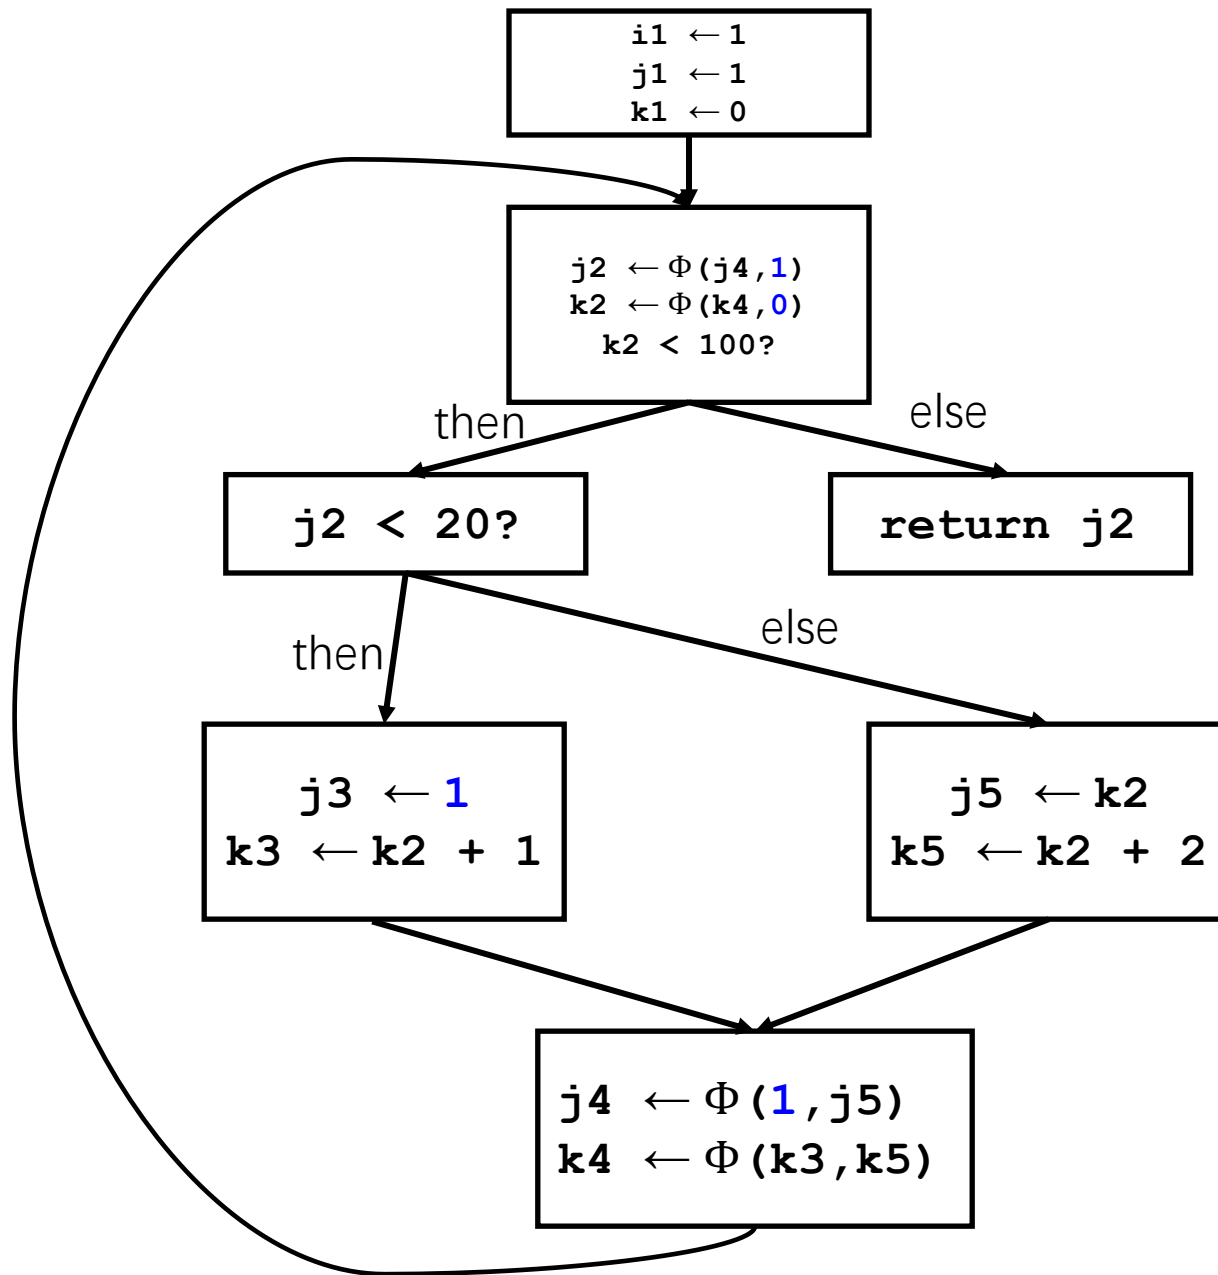 i1 ← 1
j1 ← 1
k1 ← 0
j2 ← Φ(j4,1)
k2 ← Φ(k4,0)
k2 < 100?
then
else
j2 < 20?
return j2
then
else
j3 ← 1
k3 ← k2 + 1
j5 ← k2
k5 ← k2 + 2
j4 ← Φ(1,j5)
k4 ← Φ(k3,k5)